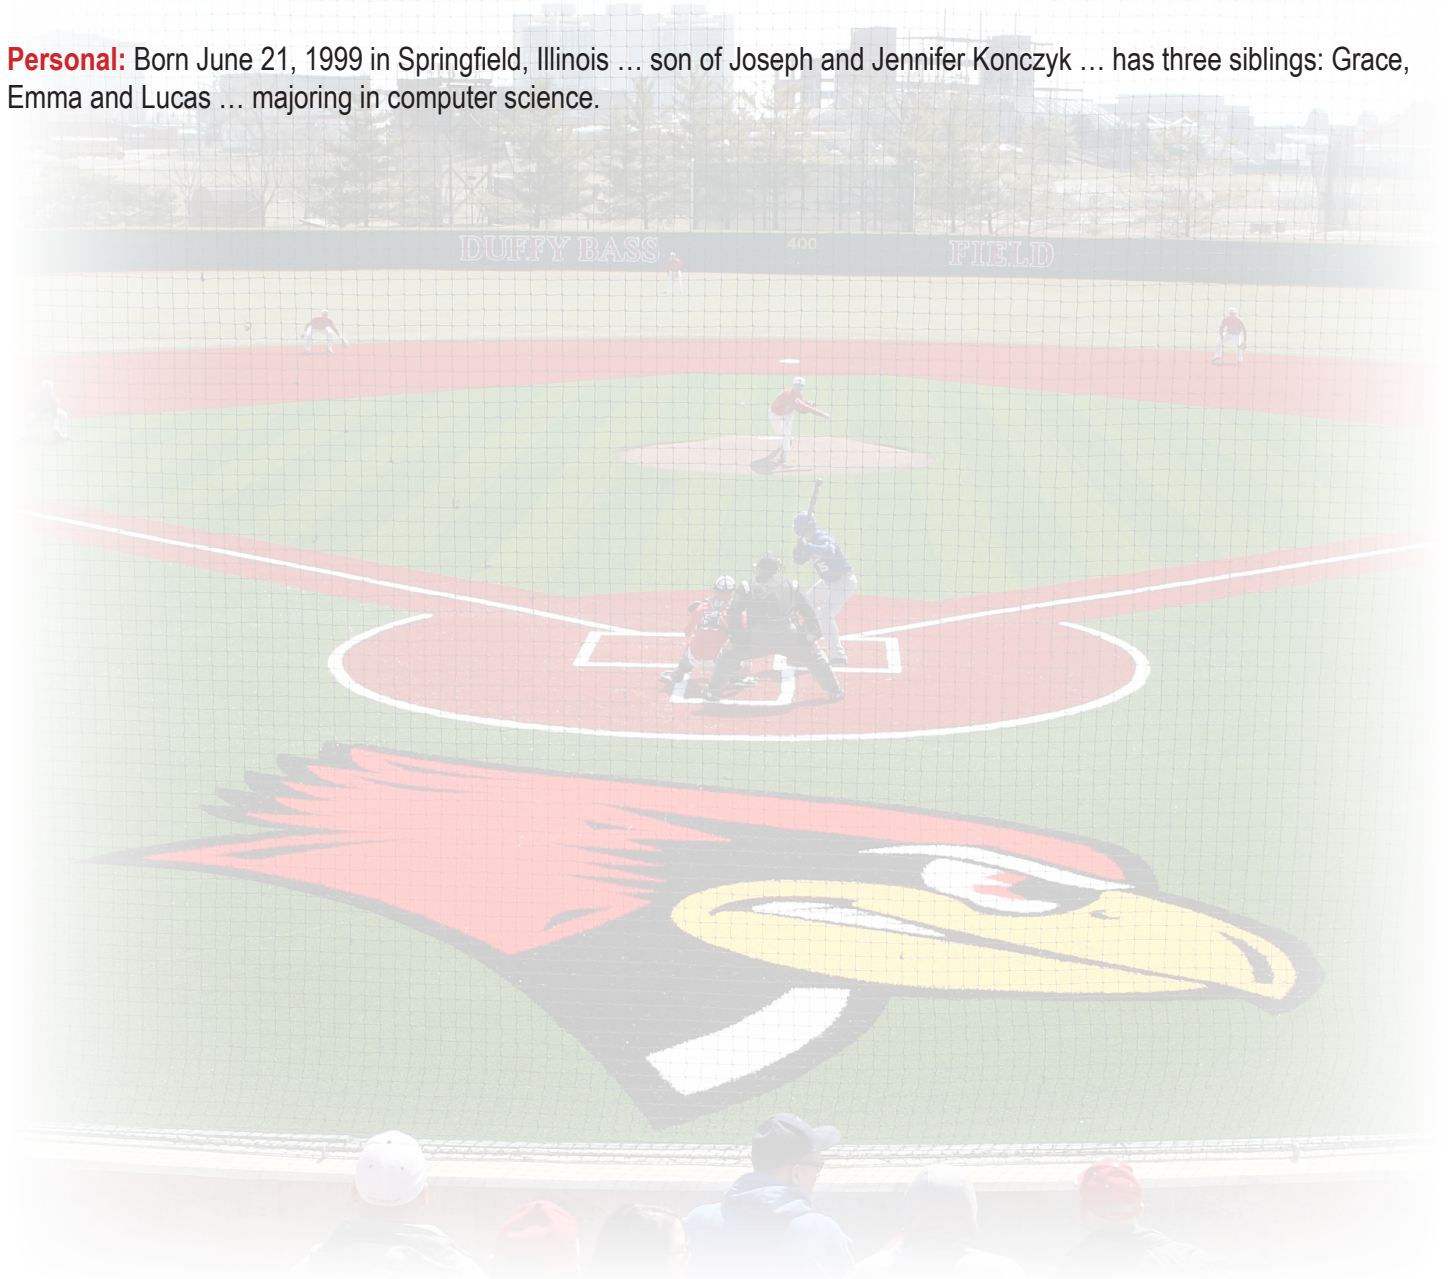 Personal: Born June 21, 1999 in Springfield, Illinois … son of Joseph and Jennifer Konczyk … has three siblings: Grace,
Emma and Lucas … majoring in computer science.
DUFFY BASS 400 FIELD